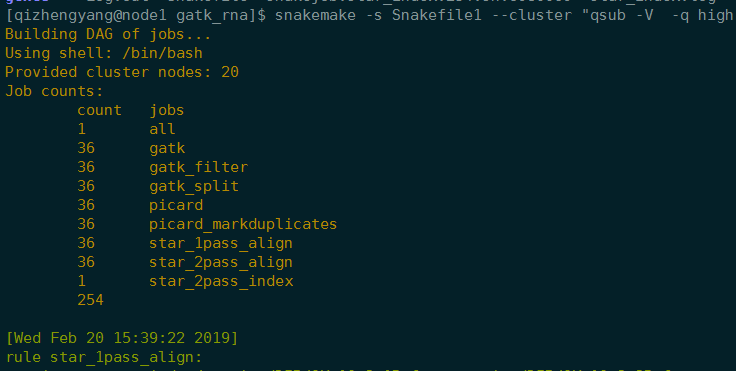 [qizhengyang@node1 gatk_rna]$ snakemake -s Snakefile1 --cluster "qsub -V  -q high
Building DAG of jobs...
Using shell: /bin/bash
Provided cluster nodes: 20
Job counts:
count jobs
1 all
36 gatk
36 gatk_filter
36 gatk_split
36 picard
36 picard_markduplicates
36 star_1pass_align
36 star_2pass_align
1 star_2pass_index
254
[Wed Feb 20 15:39:22 2019]
rule star_1pass_align: